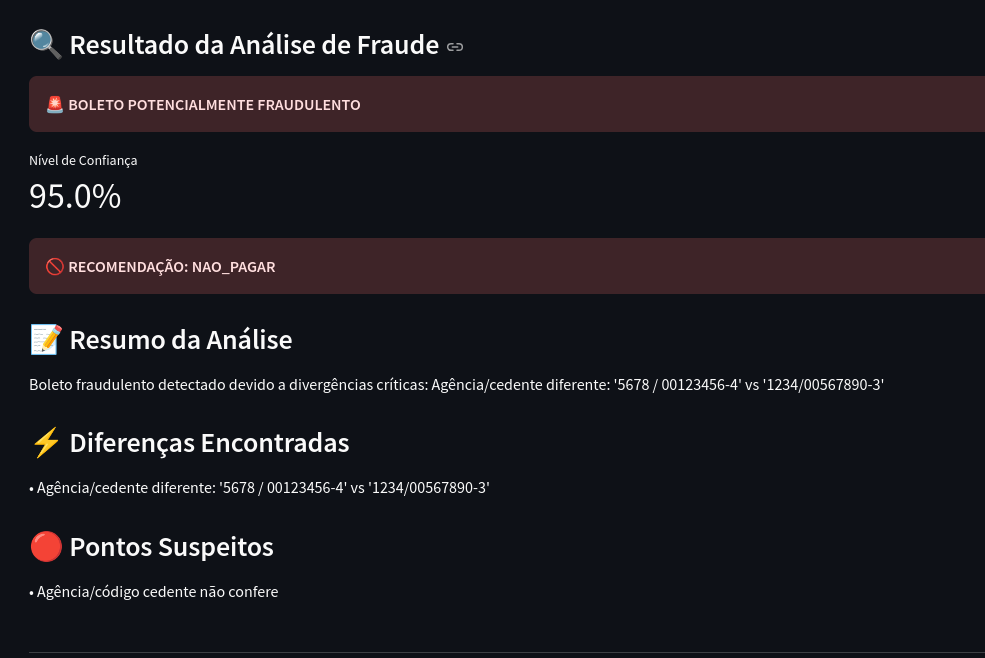 🔍 Resultado da Análise de Fraude
🚨 BOLETO POTENCIALMENTE FRAUDULENTO
Nível de Confiança
95.0%
🚫 RECOMENDAÇÃO: NAO_PAGAR
📝 Resumo da Análise
Boleto fraudulento detectado devido a divergências críticas: Agência/cedente diferente: '5678 / 00123456-4' vs '1234/00567890-3'
⚡ Diferenças Encontradas
• Agência/cedente diferente: '5678 / 00123456-4' vs '1234/00567890-3'
🔴 Pontos Suspeitos
• Agência/código cedente não confere